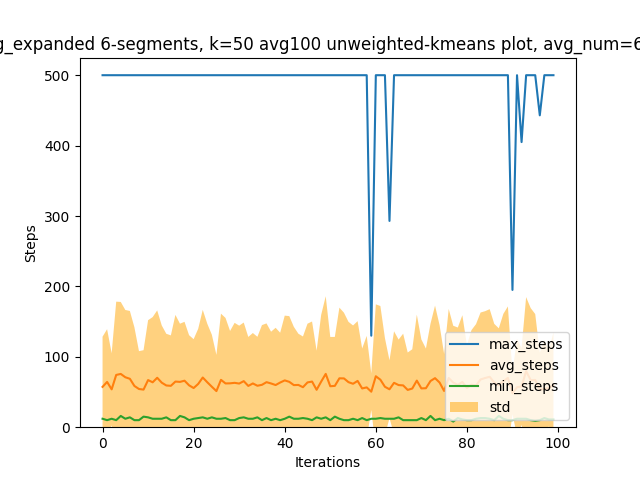 _expanded 6-segments, k=50 avg100 unweighted-kmeans plot, avg_num=6
500
400
300
200
100
0
Steps
0
20
40
60
80
100
Iterations
max_steps
avg_steps
min_steps
std